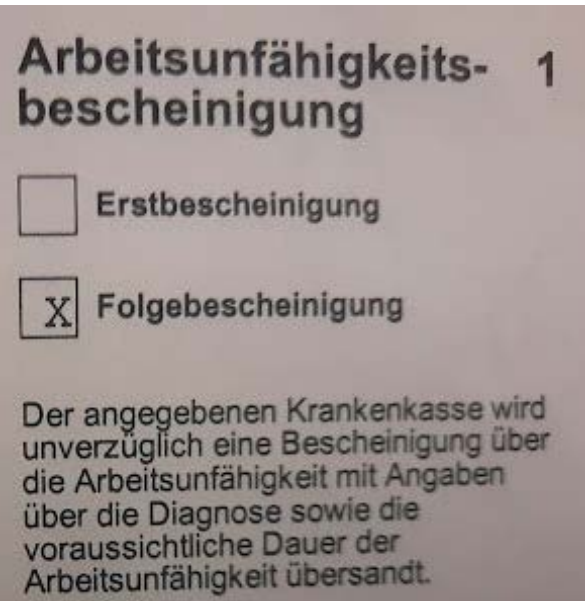 Arbeitsunfähigkeits- 1
bescheinigung
Erstbescheinigung
X Folgebescheinigung
Der angegebenen Krankenkasse wird
unverzüglich eine Bescheinigung über
die Arbeitsunfähigkeit mit Angaben
über die Diagnose sowie die
voraussichtliche Dauer der
Arbeitsunfähigkeit übersandt.